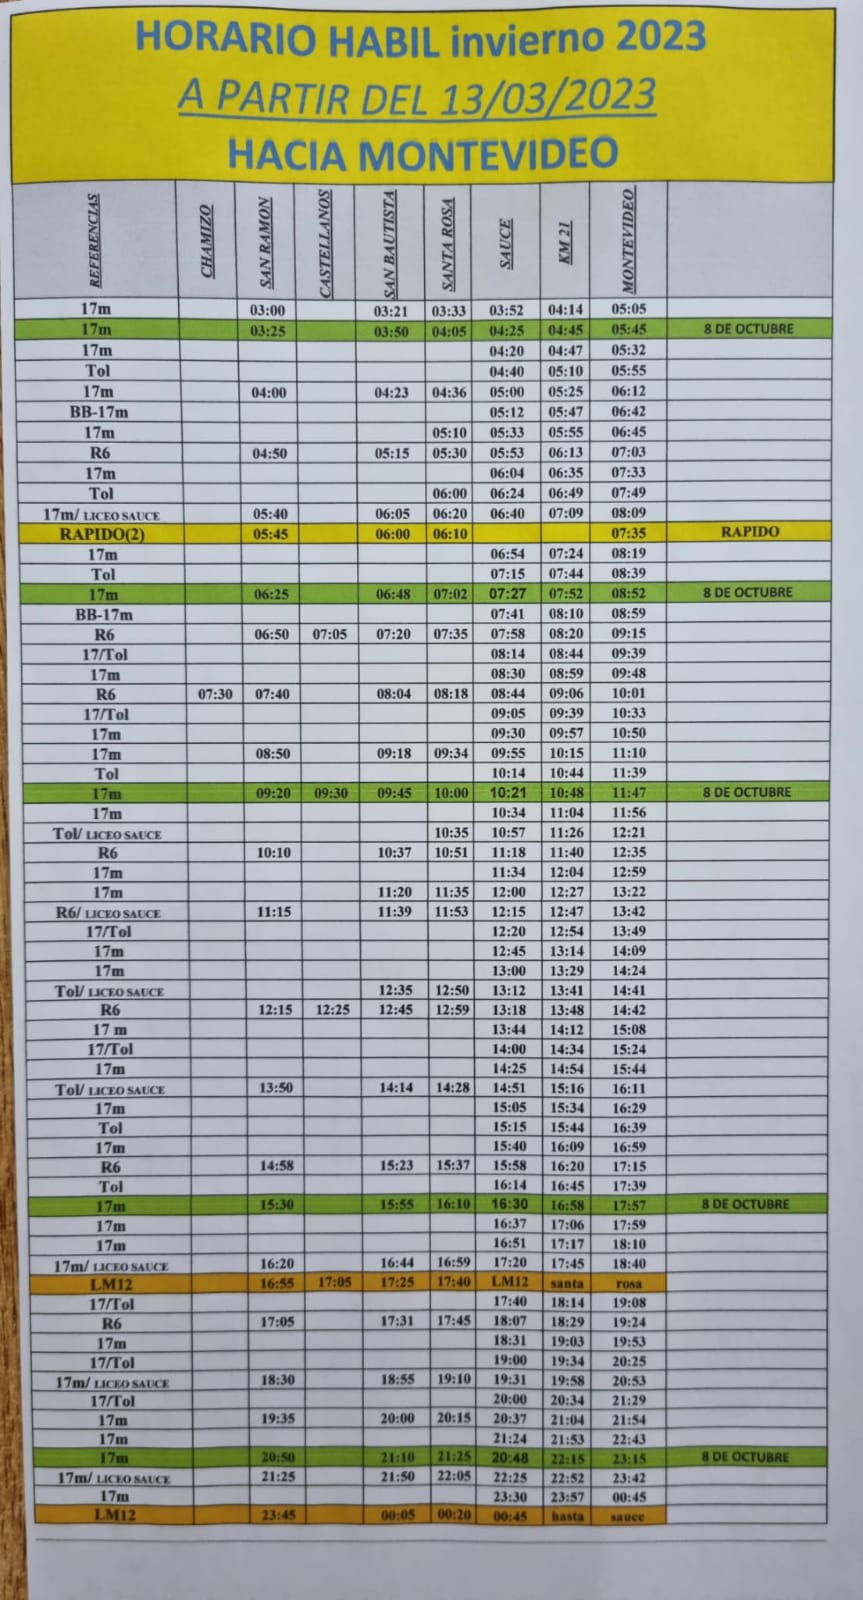 HORARIO HABIL invierno 2023
A PARTIR DEL 13/03/2023
HACIA MONTEVIDEO
REFERENCIAS CHAMIZO SAN RAMON CASTELLANOS SAN BAUTISTA SANTA ROSA SAUCE KM 21 MONTEVIDEO
17m 03:00 03:21 03:33 03:52 04:14 05:05
17m 03:25 03:50 04:05 04:25 04:45 05:45 8 DE OCTUBRE
17m 04:20 04:47 05:32
Tol 04:40 05:10 05:55
17m 04:00 04:23 04:36 05:00 05:25 06:12
BB-17m 05:12 05:47 06:42
17m 05:10 05:33 05:55 06:45
R6 04:50 05:15 05:30 05:53 06:13 07:03
17m 06:04 06:35 07:33
Tol 06:00 06:24 06:49 07:49
17m/ LICEO SAUCE 05:40 06:05 06:20 06:40 07:09 08:09
RAPIDO(2) 05:45 06:00 06:10 07:35 RAPIDO
17m 06:54 07:24 08:19
Tol 07:15 07:44 08:39
17m 06:25 06:48 07:02 07:27 07:52 08:52 8 DE OCTUBRE
BB-17m 07:41 08:10 08:59
R6 06:50 07:05 07:20 07:35 07:58 08:20 09:15
17/Tol 08:14 08:44 09:39
17m 08:30 08:59 09:48
R6 07:30 07:40 08:04 08:18 08:44 09:06 10:01
17/Tol 09:05 09:39 10:33
17m 09:30 09:57 10:50
17m 08:50 09:18 09:34 09:55 10:15 11:10
Tol 10:14 10:44 11:39
17m 09:20 09:30 09:45 10:00 10:21 10:48 11:47 8 DE OCTUBRE
17m 10:34 11:04 11:56
Tol/ LICEO SAUCE 10:35 10:57 11:26 12:21
R6 10:10 10:37 10:51 11:18 11:40 12:35
17m 11:34 12:04 12:59
17m 11:20 11:35 12:00 12:27 13:22
R6/ LICEO SAUCE 11:15 11:39 11:53 12:15 12:47 13:42
17/Tol 12:20 12:54 13:49
17m 12:45 13:14 14:09
17m 13:00 13:29 14:24
Tol/ LICEO SAUCE 12:35 12:50 13:12 13:41 14:41
R6 12:15 12:25 12:45 12:59 13:18 13:48 14:42
17 m 13:44 14:12 15:08
17/Tol 14:00 14:34 15:24
17m 14:25 14:54 15:44
Tol/ LICEO SAUCE 13:50 14:14 14:28 14:51 15:16 16:11
17m 15:05 15:34 16:29
Tol 15:15 15:44 16:39
17m 15:40 16:09 16:59
R6 14:58 15:23 15:37 15:58 16:20 17:15
Tol 16:14 16:45 17:39
17m 15:30 15:55 16:10 16:30 16:58 17:57 8 DE OCTUBRE
17m 16:37 17:06 17:59
17m 16:51 17:17 18:10
17m/ LICEO SAUCE 16:20 16:44 16:59 17:20 17:45 18:40
LM12 16:55 17:05 17:25 17:40 LM12 santa rosa
17/Tol 17:40 18:14 19:08
R6 17:05 17:31 17:45 18:07 18:29 19:24
17m 18:31 19:03 19:53
17/Tol 19:00 19:34 20:25
17m/ LICEO SAUCE 18:30 18:55 19:10 19:31 19:58 20:53
17/Tol 20:00 20:34 21:29
17m 19:35 20:00 20:15 20:37 21:04 21:54
17m 21:24 21:53 22:43
17m 20:50 21:10 21:25 20:48 22:15 23:15 8 DE OCTUBRE
17m/ LICEO SAUCE 21:25 21:50 22:05 22:25 22:52 23:42
17m 23:30 23:57 00:45
LM12 23:45 00:05 00:20 00:45 hasta sauce